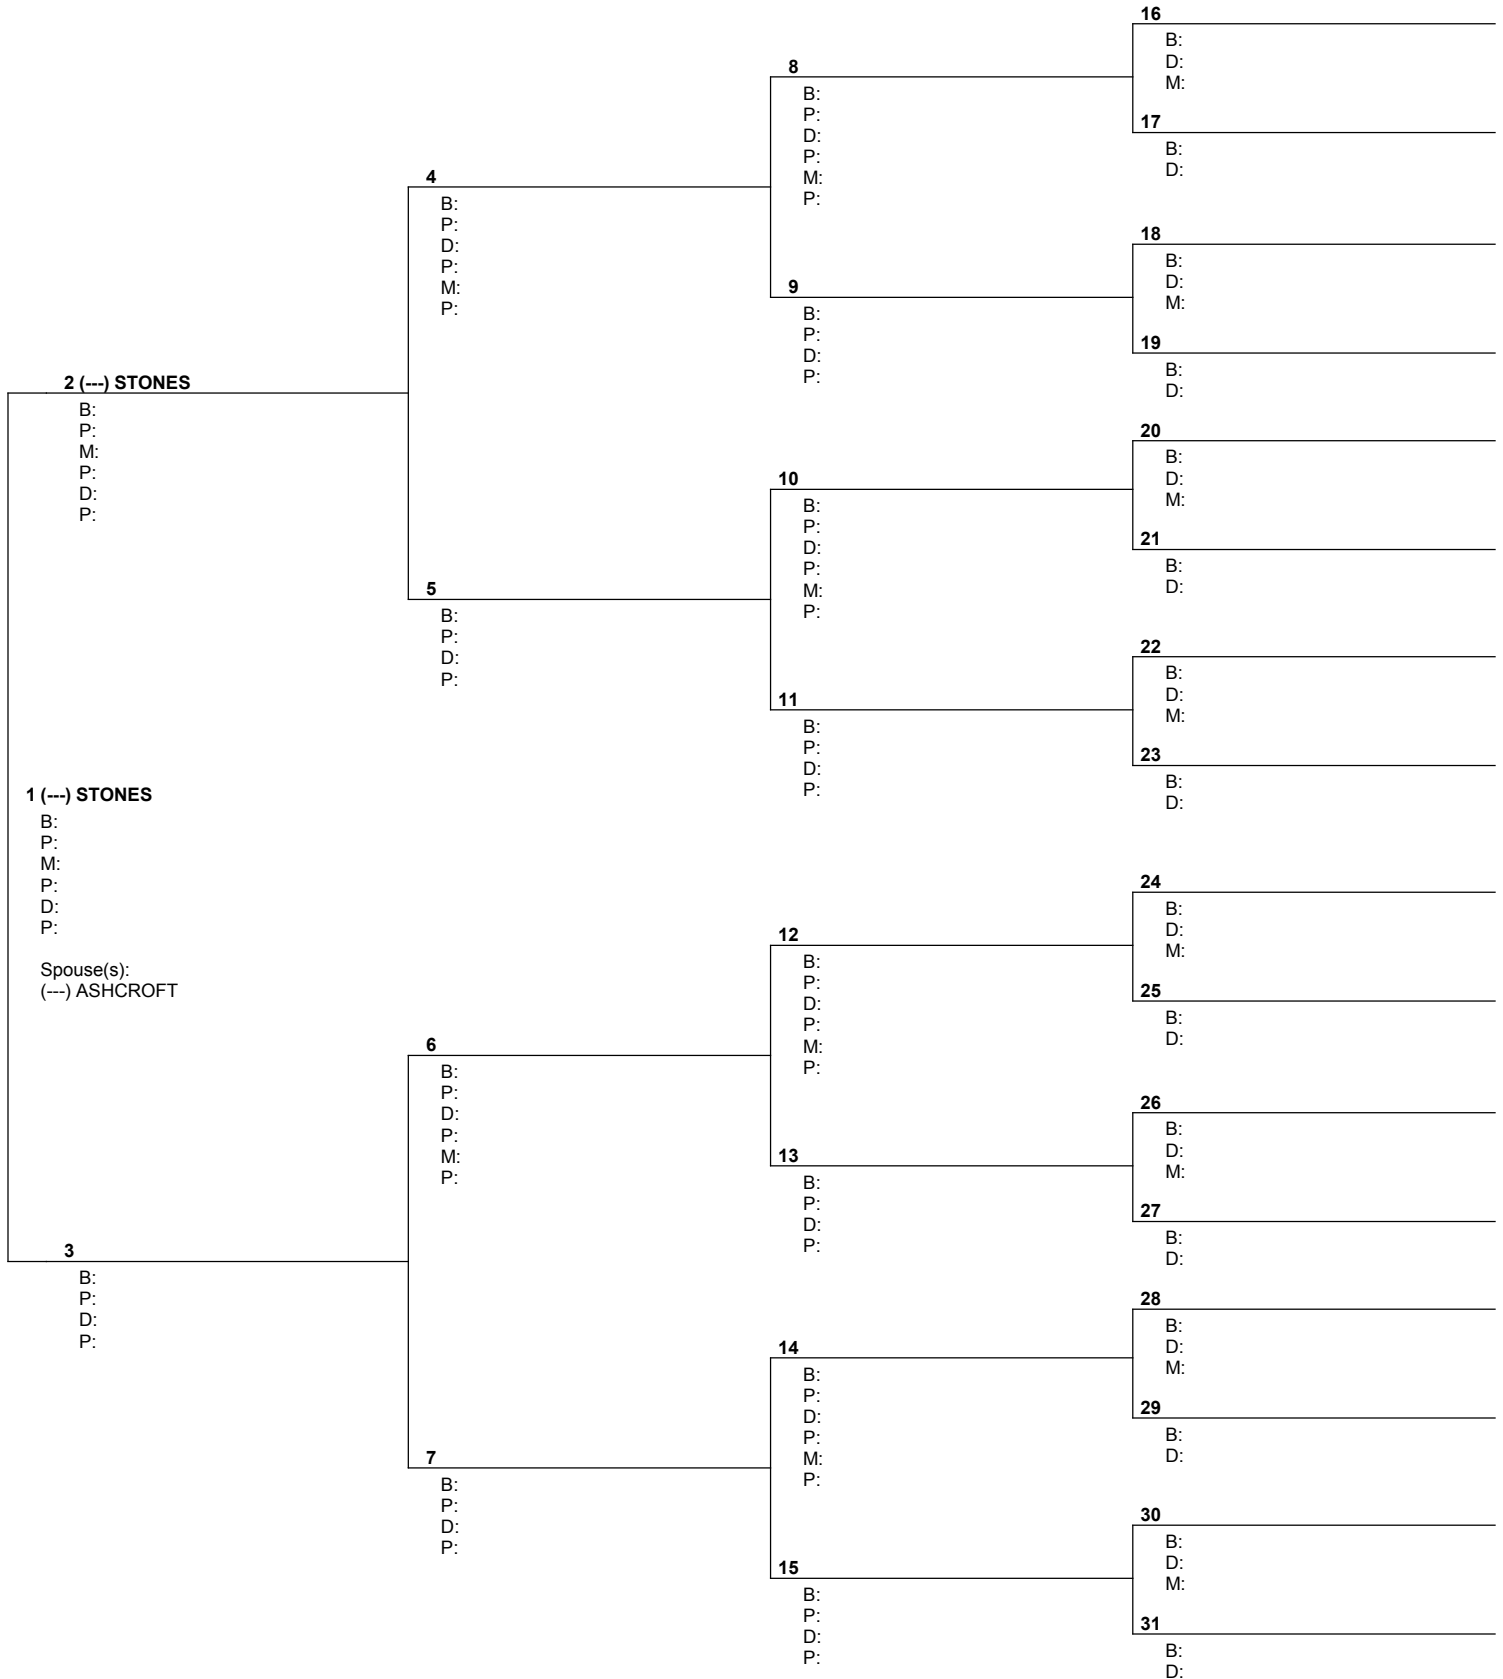 16
B:
D:
M:
8
B:
P:
D:
P:
M:
P:
17
B:
D:
4
B:
P:
D:
P:
M:
P:
18
B:
D:
M:
9
B:
P:
D:
P:
19
B:
D:
2 (---) STONES
B:
P:
M:
P:
D:
P:
20
B:
D:
M:
10
B:
P:
D:
P:
M:
P:
21
B:
D:
5
B:
P:
D:
P:
22
B:
D:
M:
11
B:
P:
D:
P:
23
B:
D:
1 (---) STONES
B:
P:
M:
P:
D:
P:
Spouse(s):
(---) ASHCROFT
24
B:
D:
M:
12
B:
P:
D:
P:
M:
P:
25
B:
D:
6
B:
P:
D:
P:
M:
P:
26
B:
D:
M:
13
B:
P:
D:
P:
27
B:
D:
3
B:
P:
D:
P:
28
B:
D:
M:
14
B:
P:
D:
P:
M:
P:
29
B:
D:
7
B:
P:
D:
P:
30
B:
D:
M:
15
B:
P:
D:
P:
31
B:
D: